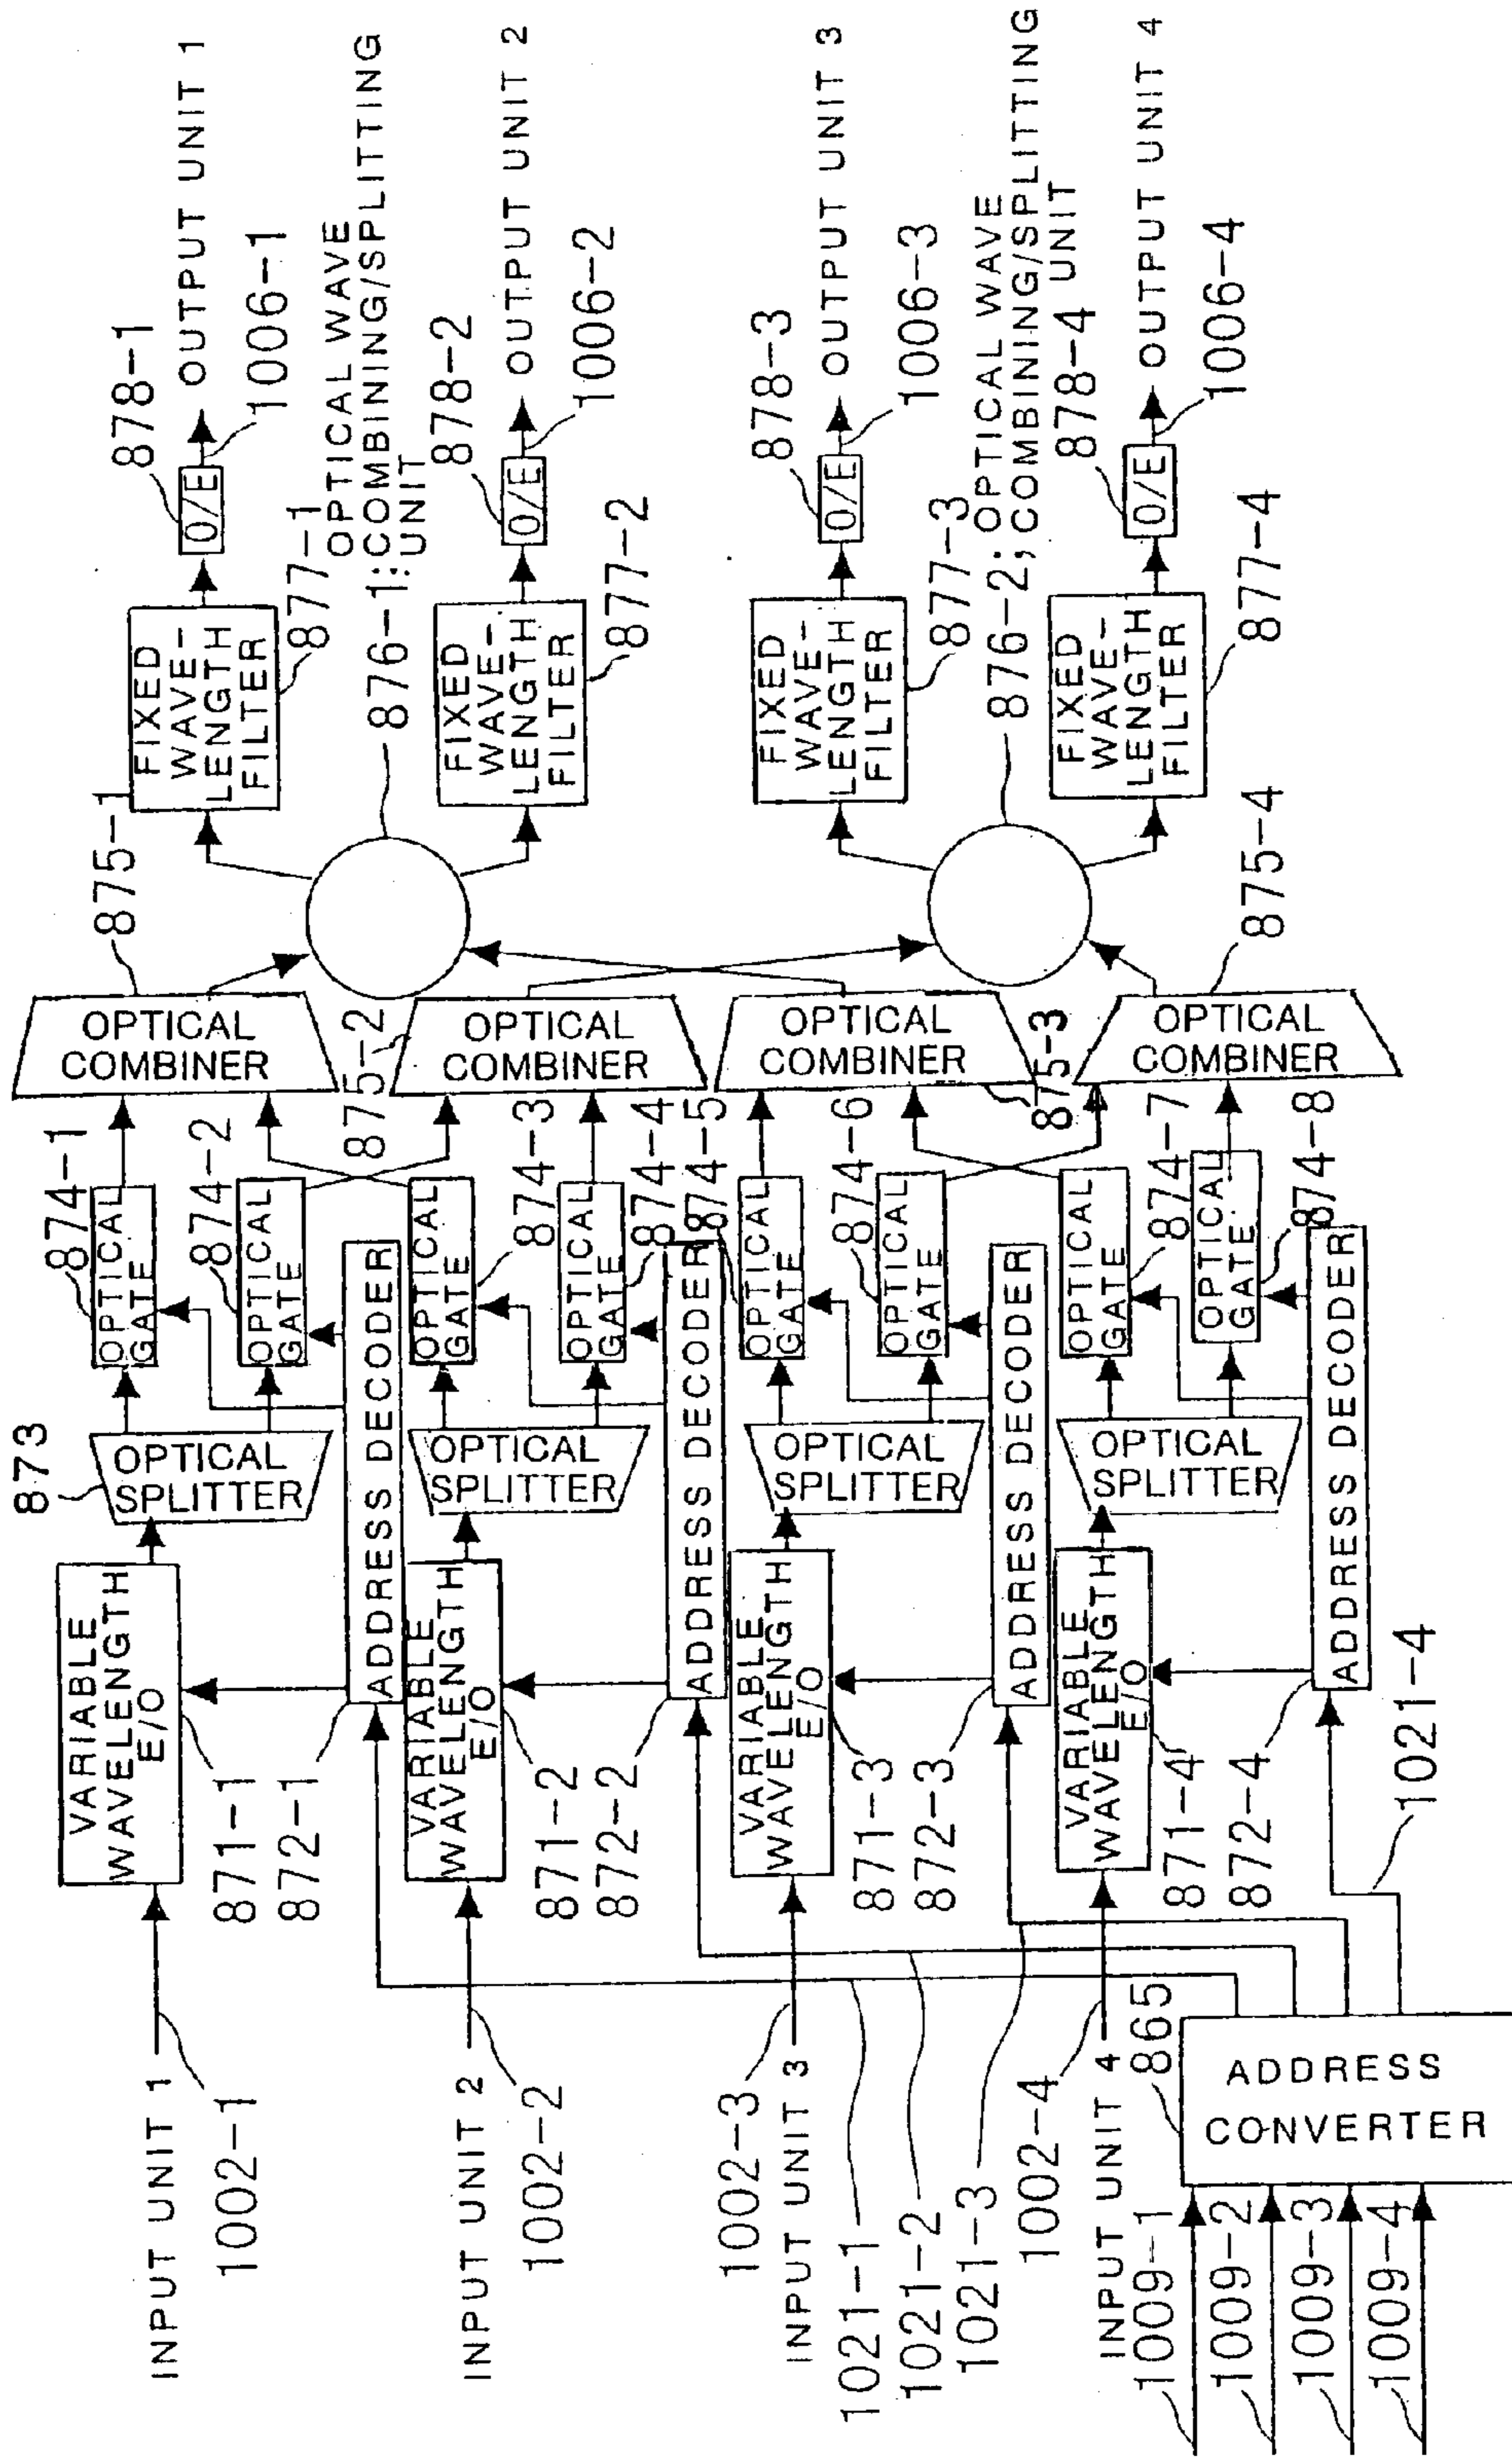 INPUT UNIT 1
1002-1
VARIABLE
WAVELENGTH
E/O
871-1
872-1
ADDRESS DECODER
873
OPTICAL
SPLITTER
OPTICAL
GATE
874-1
OPTICAL
GATE
874-2
OPTICAL
COMBINER
875-1
FIXED
WAVE-
LENGTH
FILTER
877-1
O/E
878-1
OUTPUT UNIT 1
1006-1
876-1:
OPTICAL WAVE
COMBINING/SPLITTING
UNIT
INPUT UNIT 2
1002-2
VARIABLE
WAVELENGTH
E/O
871-2
872-2
ADDRESS DECODER
OPTICAL
SPLITTER
OPTICAL
GATE
874-3
OPTICAL
GATE
874-4
OPTICAL
COMBINER
875-2
FIXED
WAVE-
LENGTH
FILTER
877-2
O/E
878-2
OUTPUT UNIT 2
1006-2
INPUT UNIT 3
1002-3
VARIABLE
WAVELENGTH
E/O
871-3
872-3
ADDRESS DECODER
OPTICAL
SPLITTER
OPTICAL
GATE
874-5
OPTICAL
GATE
874-6
OPTICAL
COMBINER
875-3
FIXED
WAVE-
LENGTH
FILTER
877-3
O/E
878-3
OUTPUT UNIT 3
1006-3
876-2;
OPTICAL WAVE
COMBINING/SPLITTING
UNIT
1021-1
1021-2
1021-3
INPUT UNIT 4
1002-4
VARIABLE
WAVELENGTH
E/O
871-4
872-4
ADDRESS DECODER
OPTICAL
SPLITTER
OPTICAL
GATE
874-7
OPTICAL
GATE
874-8
OPTICAL
COMBINER
875-4
FIXED
WAVE-
LENGTH
FILTER
877-4
O/E
878-4
OUTPUT UNIT 4
1006-4
1009-1
1009-2
1009-3
1009-4
865
ADDRESS
CONVERTER
1021-4